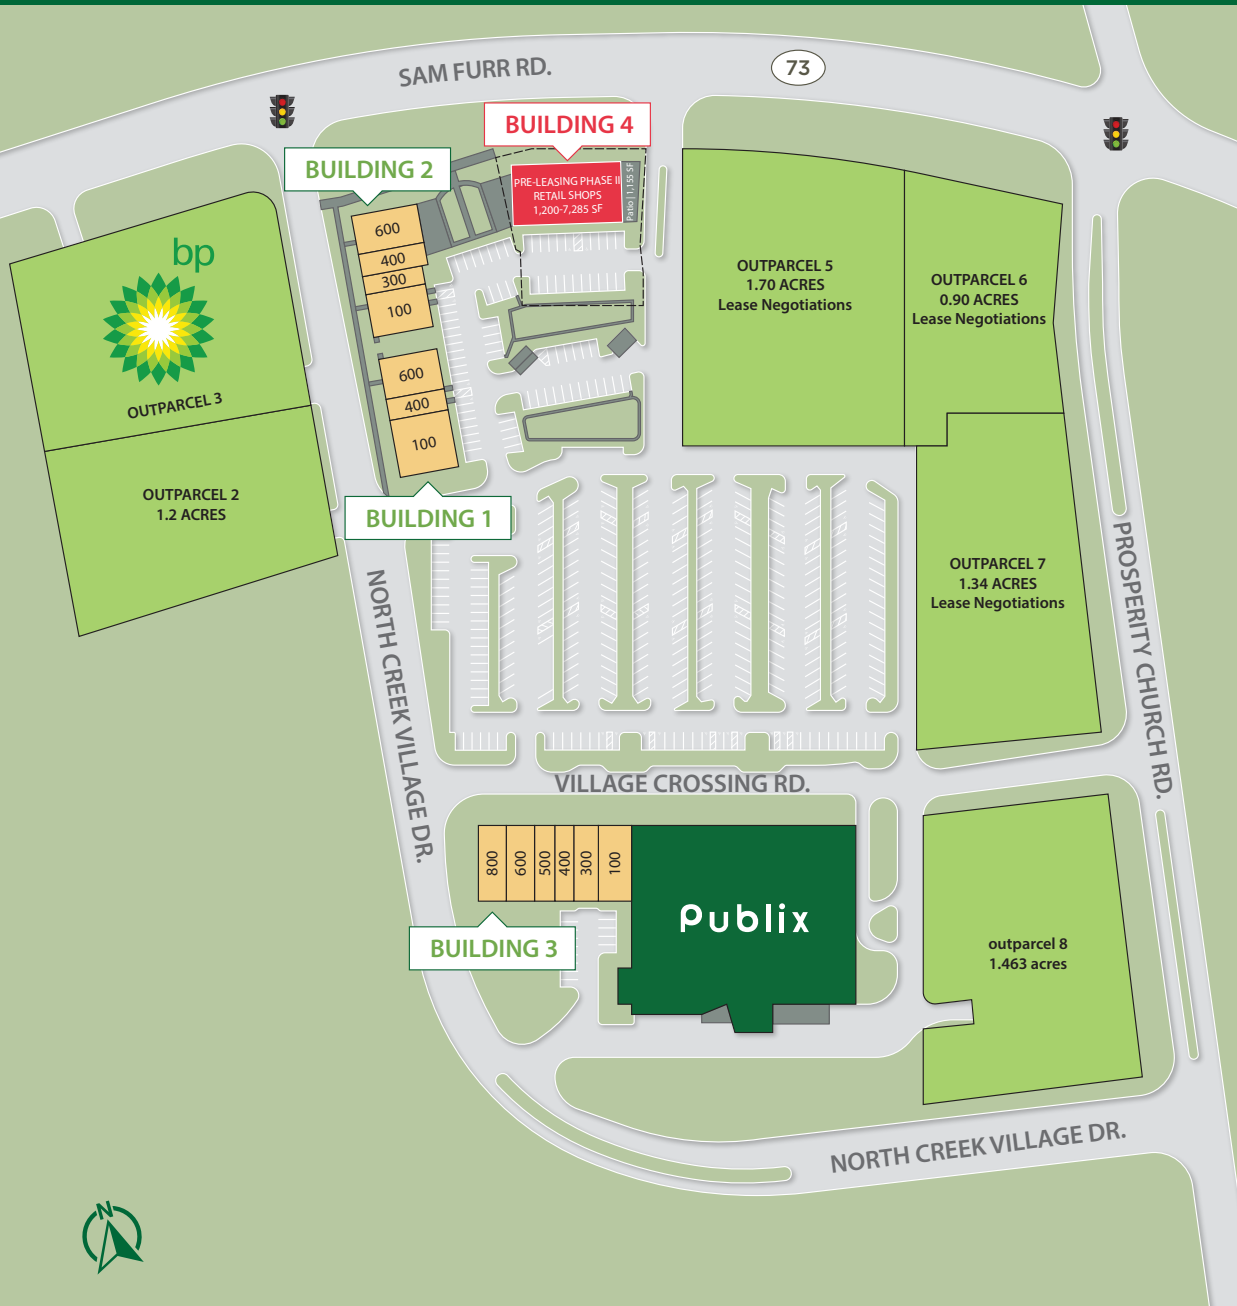 SAM FURR RD.
73
BUILDING 4
BUILDING 2
PRE-LEASING PHASE II
RETAIL SHOPS
1,200-7,285 SF
Patio | 1,155 SF
600
400
300
100
bp
OUTPARCEL 3
OUTPARCEL 5
1.70 ACRES
Lease Negotiations
OUTPARCEL 6
0.90 ACRES
Lease Negotiations
600
400
100
OUTPARCEL 2
1.2 ACRES
BUILDING 1
OUTPARCEL 7
1.34 ACRES
Lease Negotiations
NORTH CREEK VILLAGE DR.
PROSPERITY CHURCH RD.
VILLAGE CROSSING RD.
800
600
500
400
300
100
Publix
BUILDING 3
outparcel 8
1.463 acres
NORTH CREEK VILLAGE DR.
N